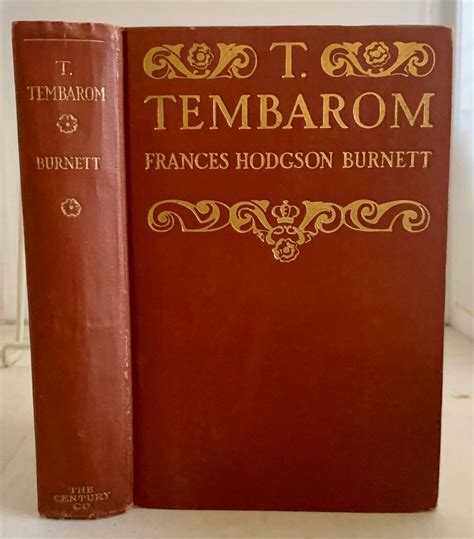 T.
TEMBAROM
BURNETT
THE
CENTURY
CO
T.
TEMBAROM
FRANCES HODGSON BURNETT